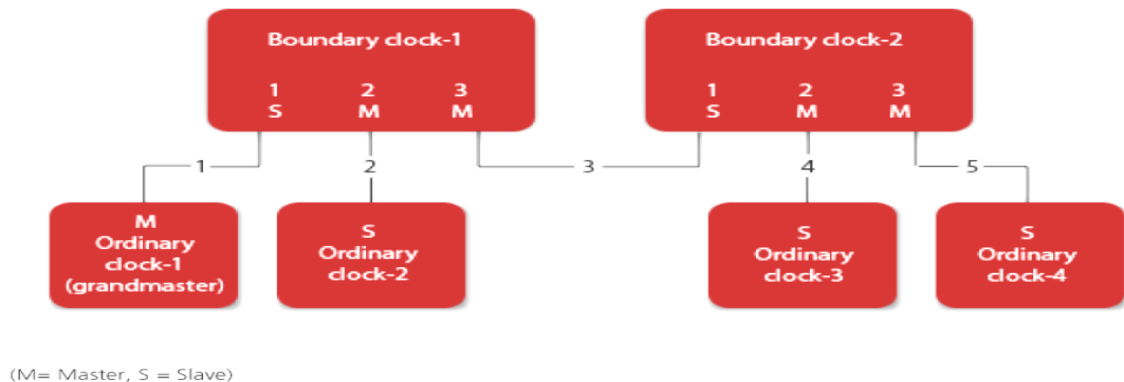 Boundary clock-1
1 2 3
S M M
Boundary clock-2
1 2 3
S M M
1
2
3
4
5
M
Ordinary
clock-1
(grandmaster)
S
Ordinary
clock-2
S
Ordinary
clock-3
S
Ordinary
clock-4
(M= Master, S = Slave)